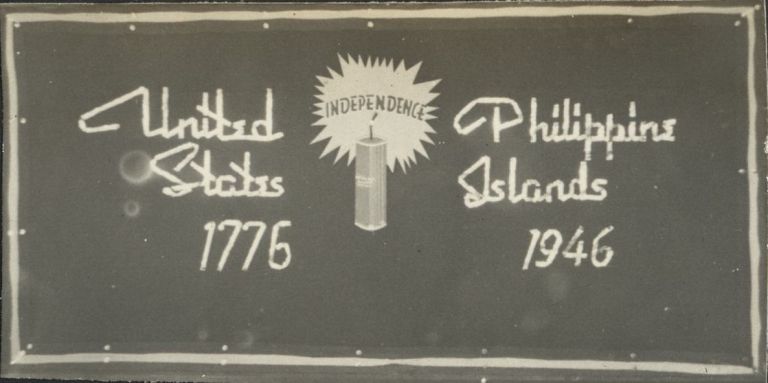 INDEPENDENCE
United
States
1776
Philippine
Islands
1946